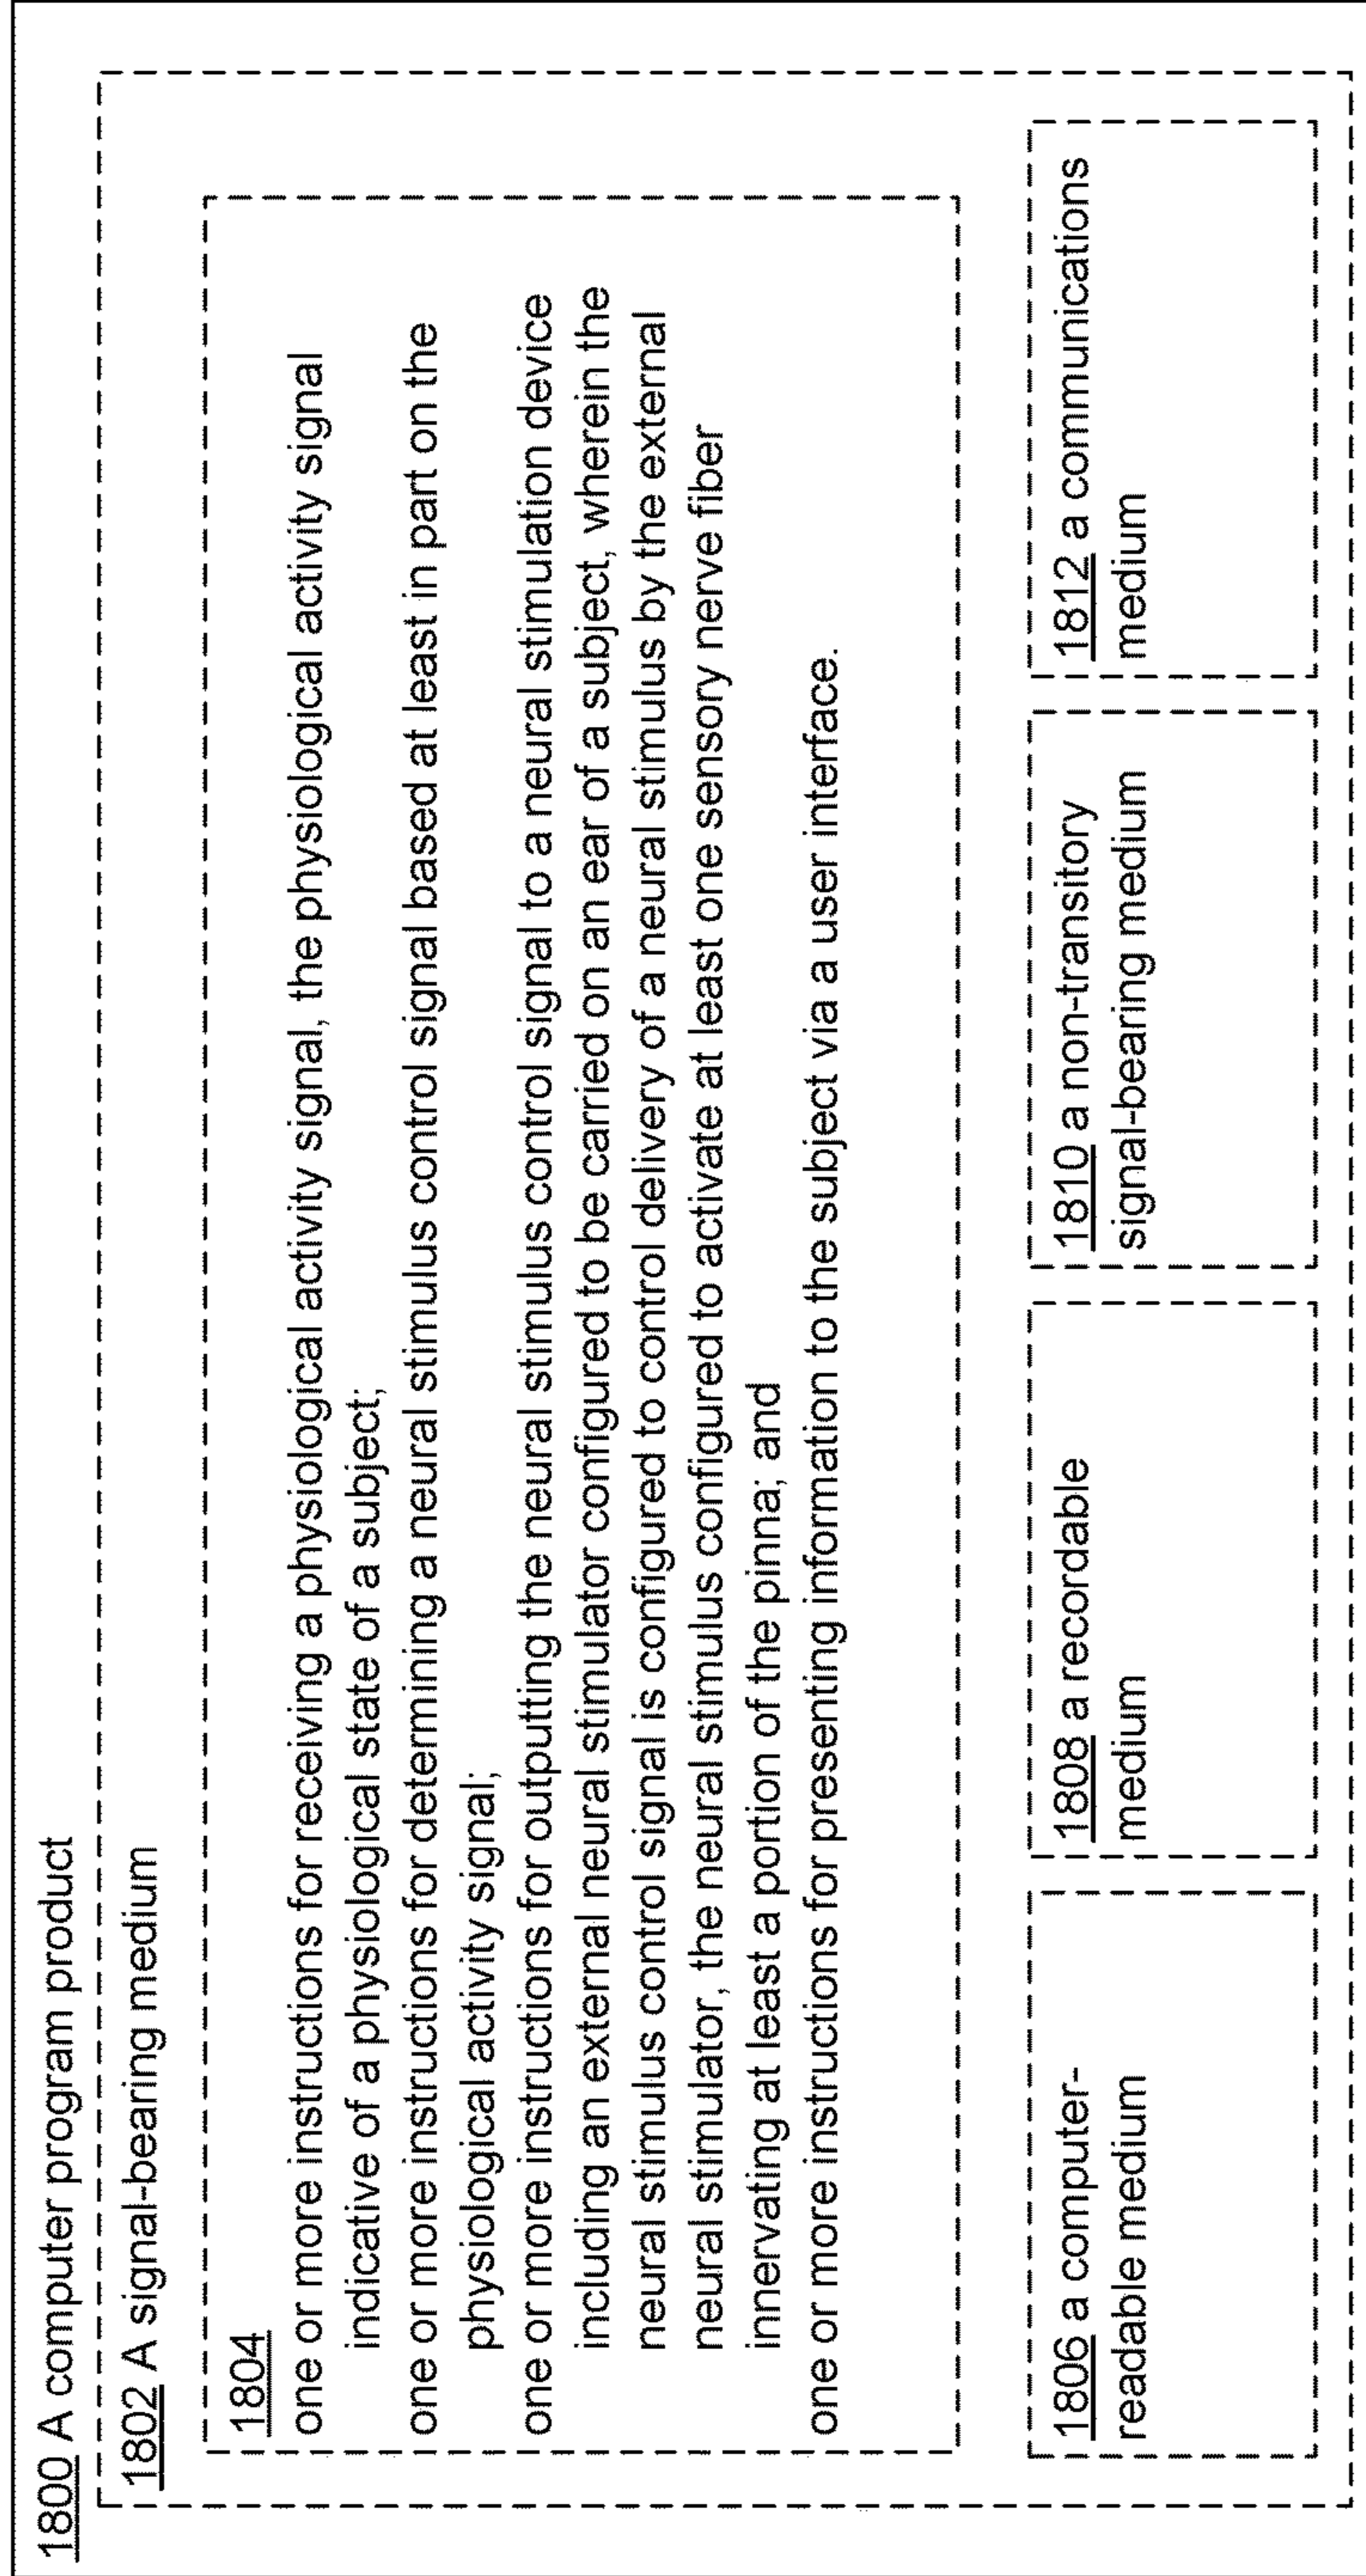 1800 A computer program product
1802 A signal-bearing medium
1804
one or more instructions for receiving a physiological activity signal, the physiological activity signal
indicative of a physiological state of a subject;
one or more instructions for determining a neural stimulus control signal based at least in part on the
physiological activity signal;
one or more instructions for outputting the neural stimulus control signal to a neural stimulation device
including an external neural stimulator configured to be carried on an ear of a subject, wherein the
neural stimulus control signal is configured to control delivery of a neural stimulus by the external
neural stimulator, the neural stimulus configured to activate at least one sensory nerve fiber
innervating at least a portion of the pinna; and
one or more instructions for presenting information to the subject via a user interface.
1806 a computer-
readable medium
1808 a recordable
medium
1810 a non-transitory
signal-bearing medium
1812 a communications
medium